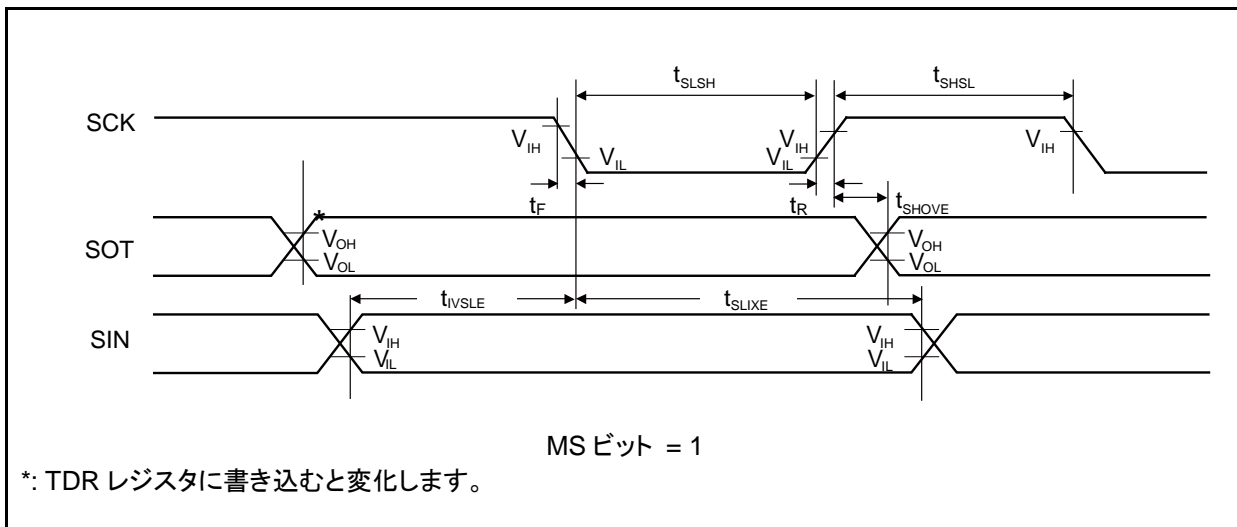 tSLSH tSHSL
SCK
VIH VIL VIH VIL VIH
tF tR tSHOVE
*
SOT
VOH VOH
VOL VOL
tIVSLE tSLIXE
SIN
VIH VIH
VIL VIL
MS ビット = 1
*: TDR レジスタに書き込むと変化します。